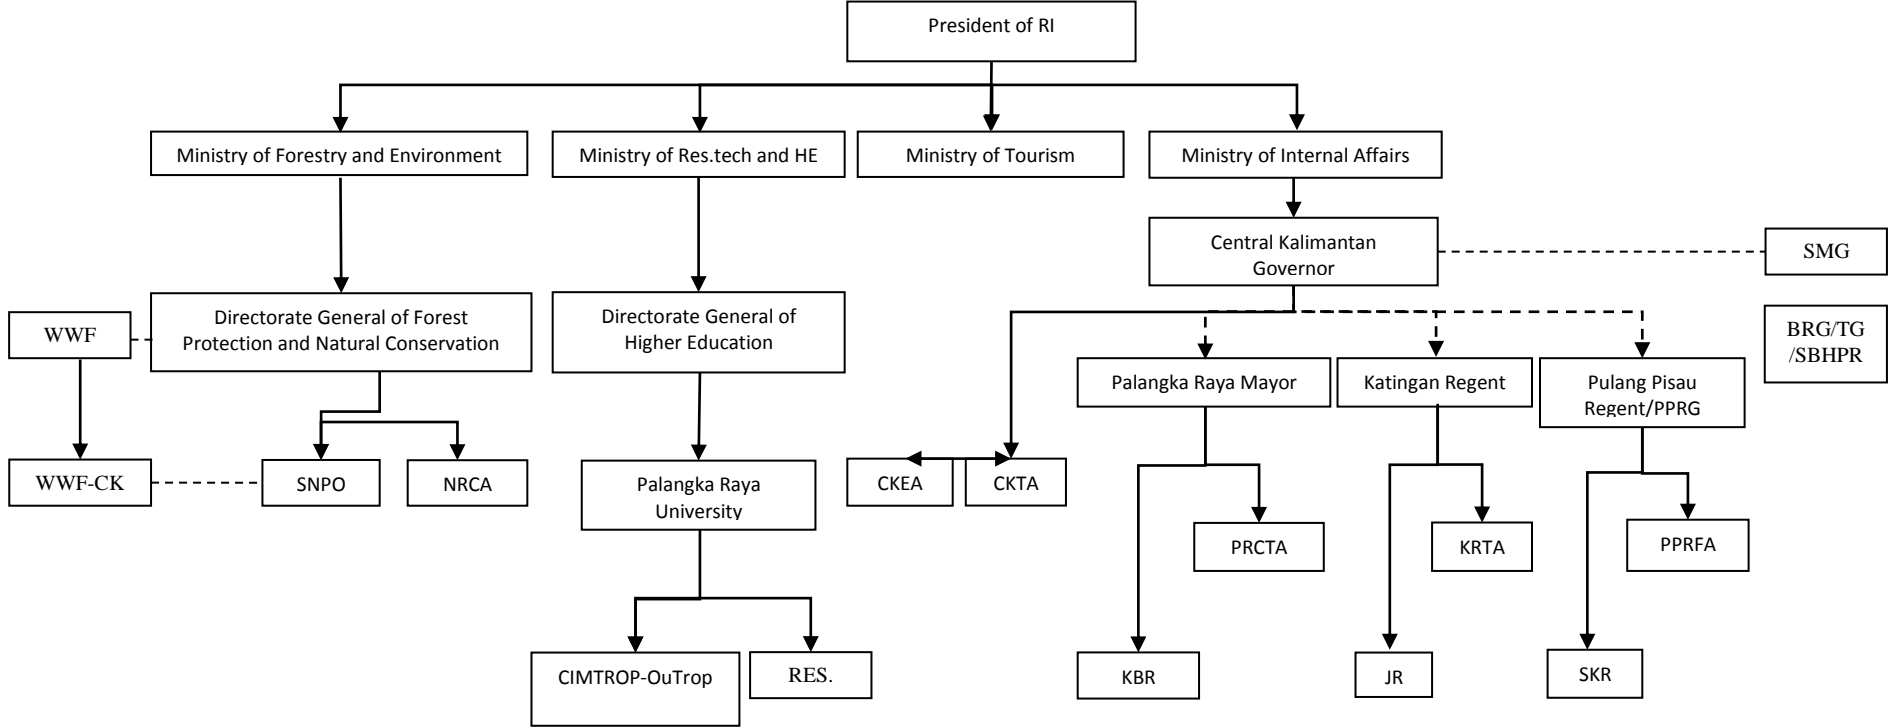 President of RI
Ministry of Forestry and Environment
Ministry of Res.tech and HE
Ministry of Tourism
Ministry of Internal Affairs
Central Kalimantan
Governor
SMG
WWF
Directorate General of Forest
Protection and Natural Conservation
Directorate General of
Higher Education
BRG/TG
/SBHPR
Palangka Raya Mayor
Katingan Regent
Pulang Pisau
Regent/PPRG
WWF-CK
SNPO
NRCA
Palangka Raya
University
CKEA
CKTA
PRCTA
KRTA
PPRFA
CIMTROP-OuTrop
RES.
KBR
JR
SKR